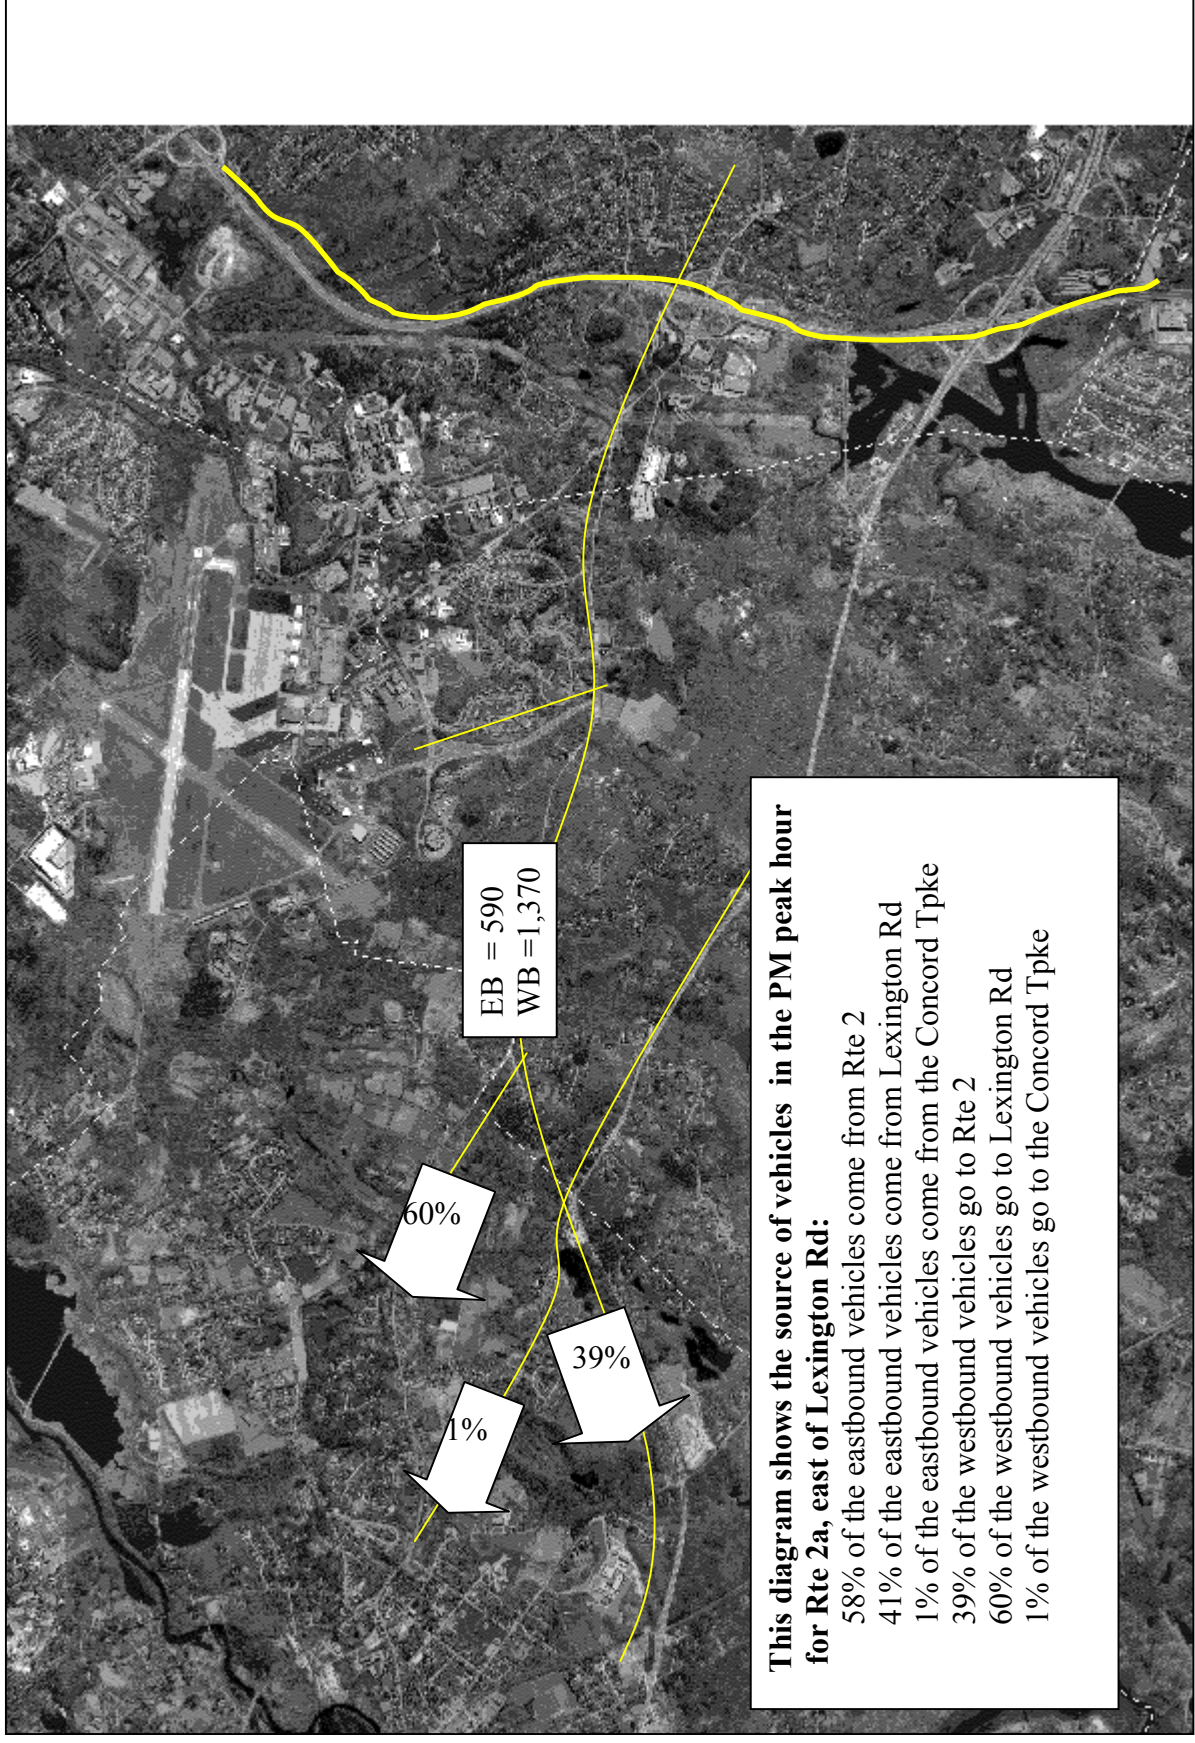 EB = 590
WB =1,370
60%
1%
39%
This diagram shows the source of vehicles in the PM peak hour
for Rte 2a, east of Lexington Rd:
58% of the eastbound vehicles come from Rte 2
41% of the eastbound vehicles come from Lexington Rd
1% of the eastbound vehicles come from the Concord Tpke
39% of the westbound vehicles go to Rte 2
60% of the westbound vehicles go to Lexington Rd
1% of the westbound vehicles go to the Concord Tpke